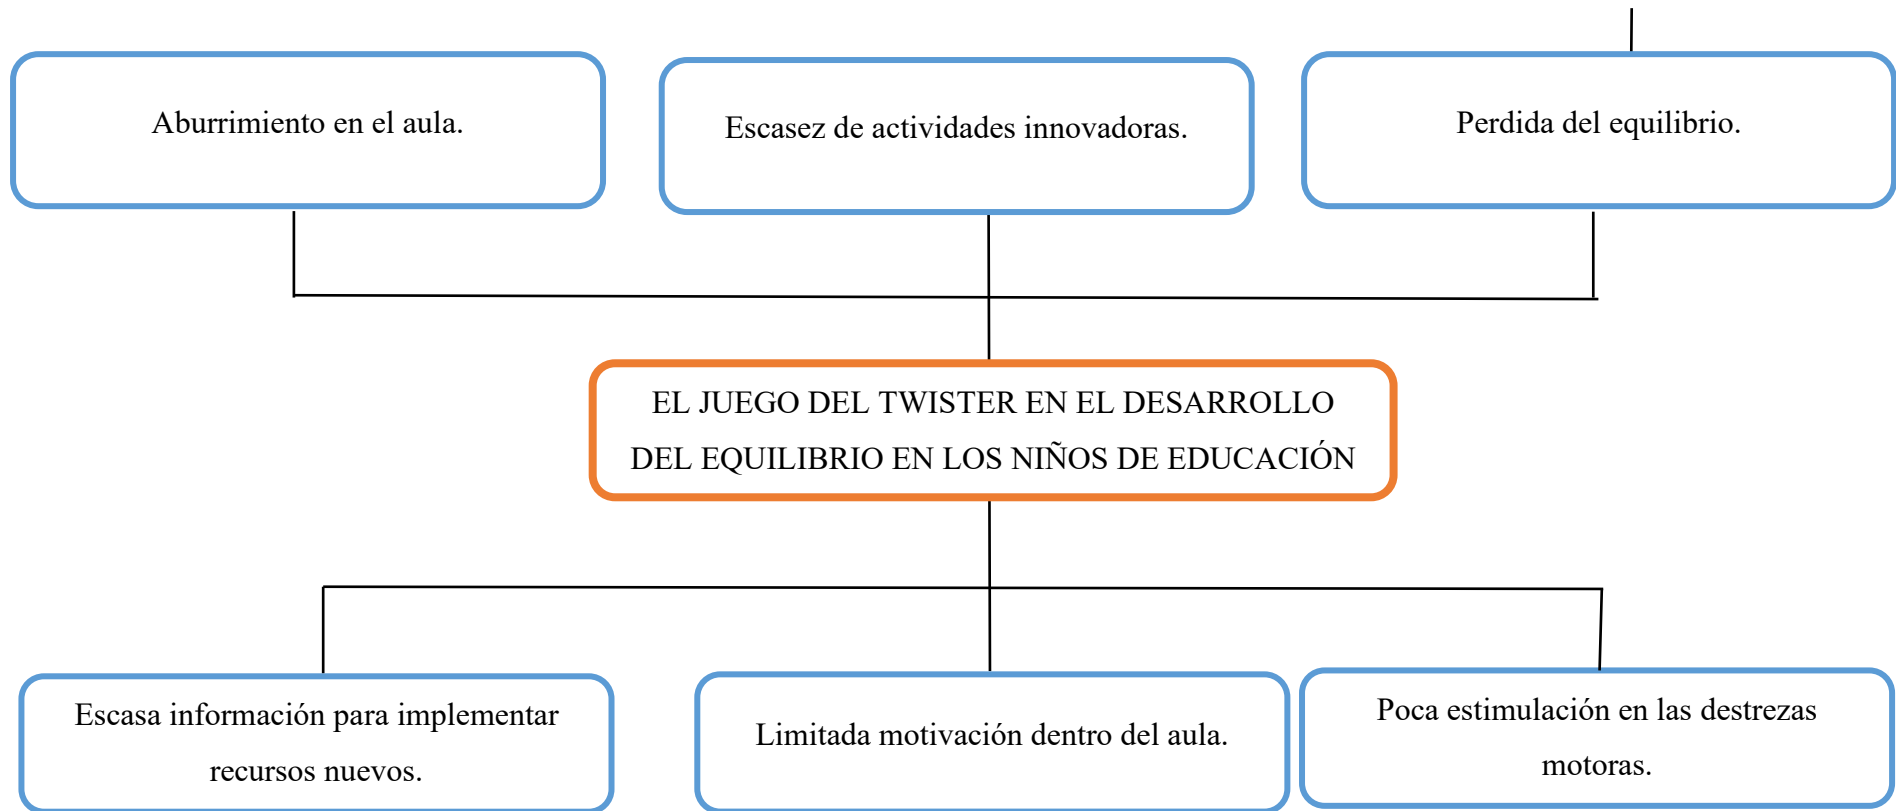 Aburrimiento en el aula.
Escasez de actividades innovadoras.
Perdida del equilibrio.
EL JUEGO DEL TWISTER EN EL DESARROLLO
DEL EQUILIBRIO EN LOS NIÑOS DE EDUCACIÓN
Escasa información para implementar
recursos nuevos.
Limitada motivación dentro del aula.
Poca estimulación en las destrezas
motoras.